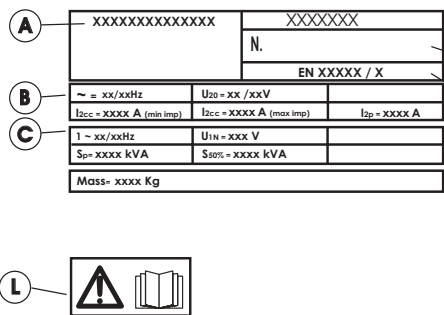 A
XXXXXXXXXXXXXX XXXXXXX
N.
EN XXXXX / X
B
~ = xx/xxHz U20 = xx /xxV
I2cc = xxxx A (min imp) I2cc = xxxx A (max imp) I2p = xxxx A
C
1 ~ xx/xxHz U1N = xxx V
Sp= xxxx kVA S50% = xxxx kVA
Mass= xxxx Kg
L